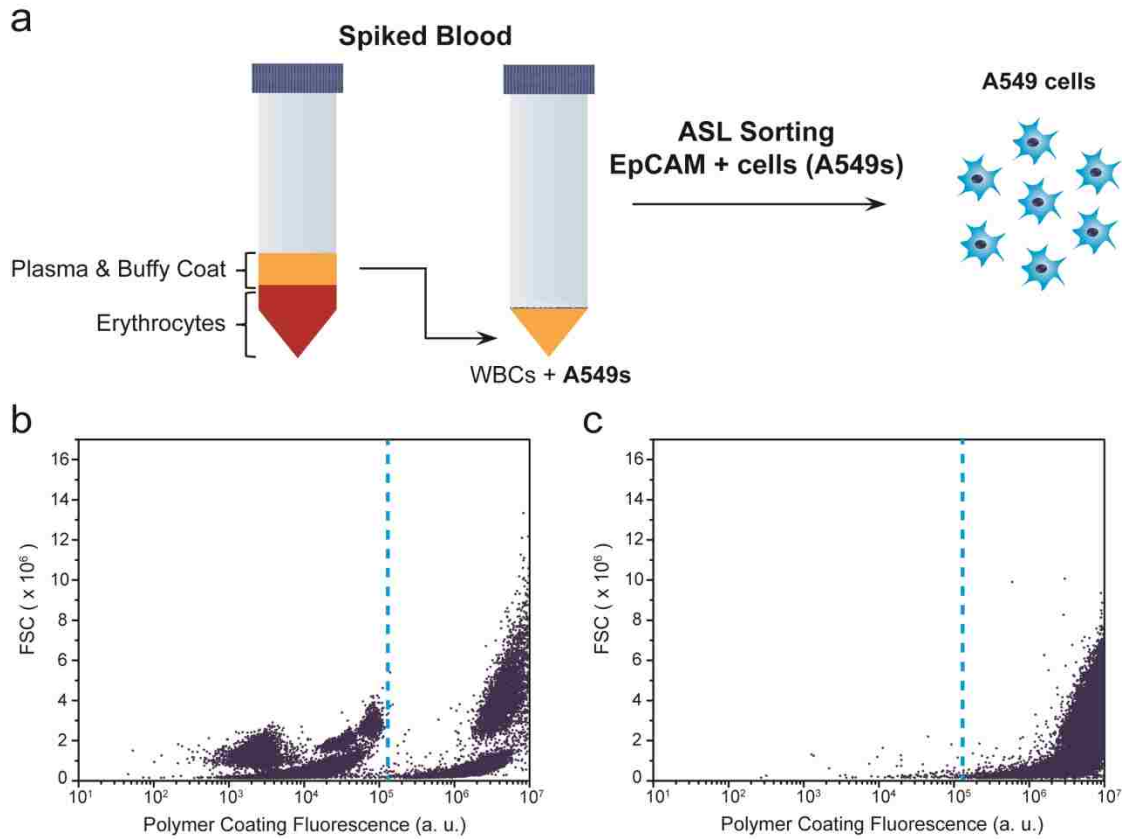 a
Spiked Blood
A549 cells
ASL Sorting
EpCAM + cells (A549s)
Plasma & Buffy Coat
Erythrocytes
WBCs + A549s
b
16
14
12
10
8
6
4
2
0
FSC ( x 10⁶ )
10¹ 10² 10³ 10⁴ 10⁵ 10⁶ 10⁷
Polymer Coating Fluorescence (a. u.)
c
16
14
12
10
8
6
4
2
0
FSC ( x 10⁶ )
10¹ 10² 10³ 10⁴ 10⁵ 10⁶ 10⁷
Polymer Coating Fluorescence (a. u.)